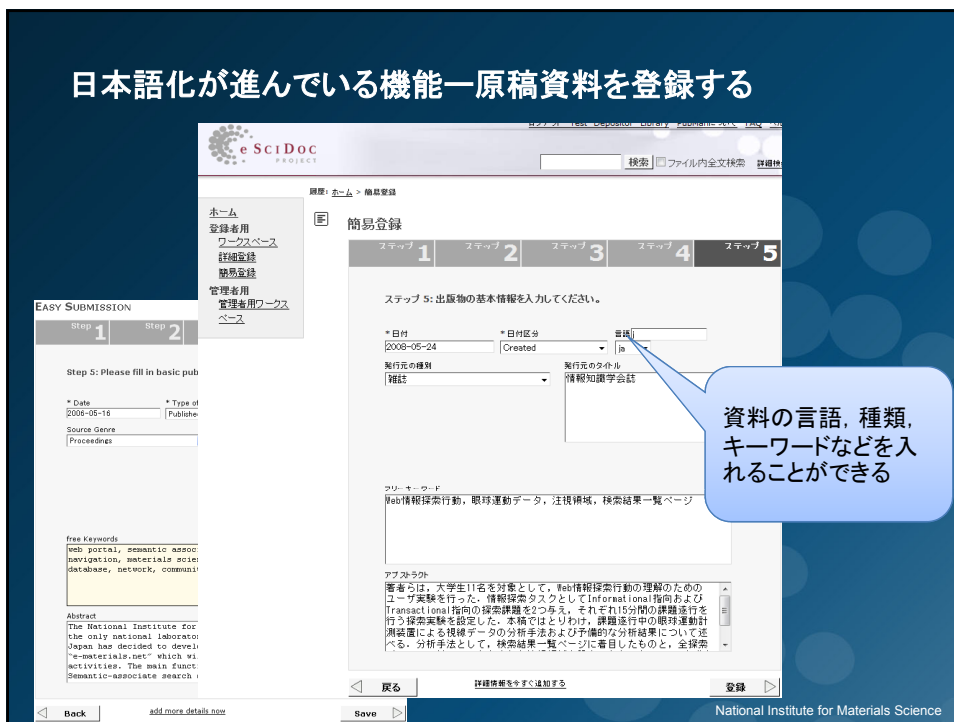 日本語化が進んでいる機能ー原稿資料を登録する
ログアウト Test Depositor Library PubManについて FAQ
e SciDoc
PROJECT
検索 ファイル内全文検索 詳細検
履歴: ホーム > 簡易登録
ホーム
登録者用
ワークスペース
詳細登録
簡易登録
管理者用
管理者用ワークス
ペース
簡易登録
ステップ 1 ステップ 2 ステップ 3 ステップ 4 ステップ 5
ステップ 5: 出版物の基本情報を入力してください。
* 日付 * 日付区分 言語 j
2008-05-24 Created ja
発行元の種別 発行元のタイトル
雑誌 情報知識学会誌
フリーキーワード
Web情報探索行動, 眼球運動データ, 注視領域, 検索結果一覧ページ
アブストラクト
著者らは, 大学生11名を対象として, Web情報探索行動の理解のための
ユーザ実験を行った. 情報探索タスクとしてInformational指向および
Transactional指向の探索課題を2つ与え, それぞれ15分間の課題遂行を
行う探索実験を設定した. 本稿ではとりわけ, 課題遂行中の眼球運動計
測装置による視線データの分析手法および予備的な分析結果について述
べる. 分析手法として, 検索結果一覧ページに着目したものと, 全探索
戻る 詳細情報を今すぐ追加する 登録
資料の言語, 種類,
キーワードなどを入
れることができる
EASY SUBMISSION
Step 1 Step 2
Step 5: Please fill in basic pub
* Date * Type of
2006-05-16 Publishe
Source Genre
Proceedings
free Keywords
web portal, semantic assoc
navigation, materials scie
database, network, communi
Abstract
The National Institute for
the only national laborato
Japan has decided to devel
"e-materials.net" which wi
activities. The main funct
Semantic-associate search
Back add more details now Save
National Institute for Materials Science